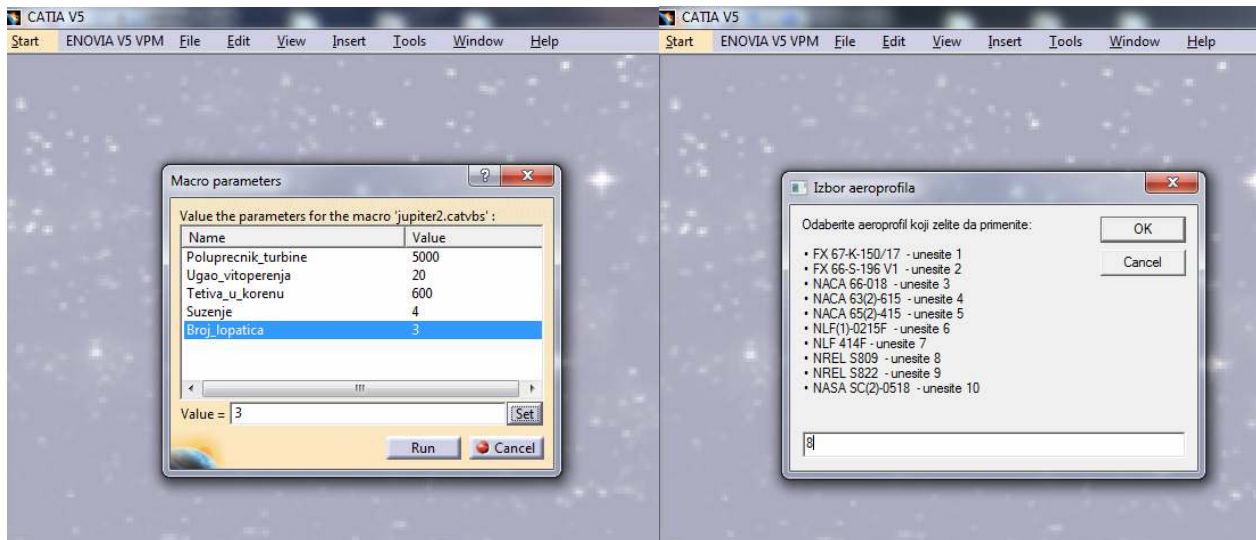 CATIA V5
Start ENOVIA V5 VPM File Edit View Insert Tools Window Help
Macro parameters
Value the parameters for the macro 'jupiter2.catvbs' :
Name Value
Poluprecnik_turbine 5000
Ugao_vitoperenja 20
Tetiva_u_korenu 600
Suzenje 4
Broj_lopatica 3
Value = 3 Set
Run Cancel
CATIA V5
Start ENOVIA V5 VPM File Edit View Insert Tools Window Help
Izbor aeroprofila
Odaberite aeroprofil koji zelite da primenite:
OK
Cancel
• FX 67-K-150/17 - unesite 1
• FX 66-S-196 V1 - unesite 2
• NACA 66-018 - unesite 3
• NACA 63(2)-615 - unesite 4
• NACA 65(2)-415 - unesite 5
• NLF(1)-0215F - unesite 6
• NLF 414F - unesite 7
• NREL S809 - unesite 8
• NREL S822 - unesite 9
• NASA SC(2)-0518 - unesite 10
8